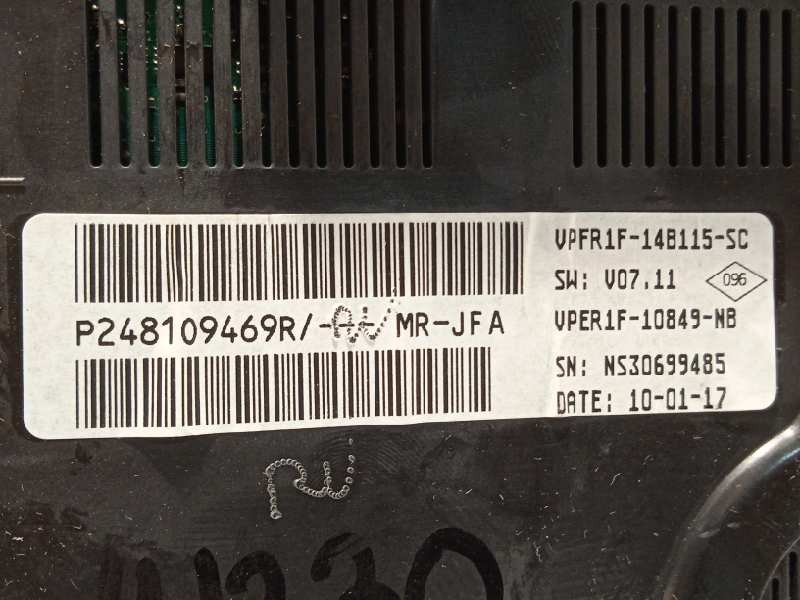 VPFR1F-14B115-SC
SW: V07.11
096
P248109469R/- MR-JFA
VPER1F-10849-NB
SN: NS30699485
DATE: 10-01-17